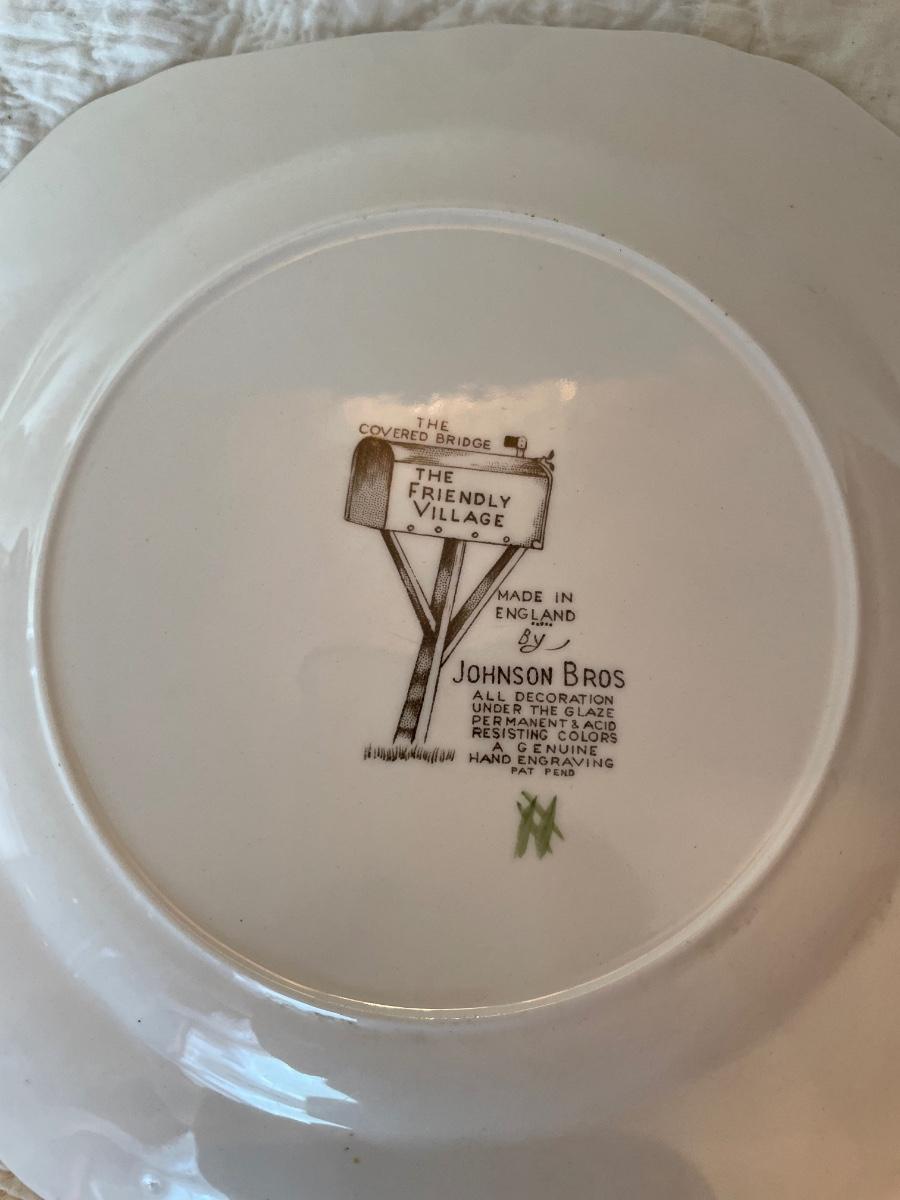 THE
COVERED BRIDGE
THE
FRIENDLY
VILLAGE
MADE IN
ENGLAND
By
JOHNSON BROS
ALL DECORATION
UNDER THE GLAZE
PERMANENT & ACID
RESISTING COLORS
A GENUINE
HAND ENGRAVING
PAT PEND